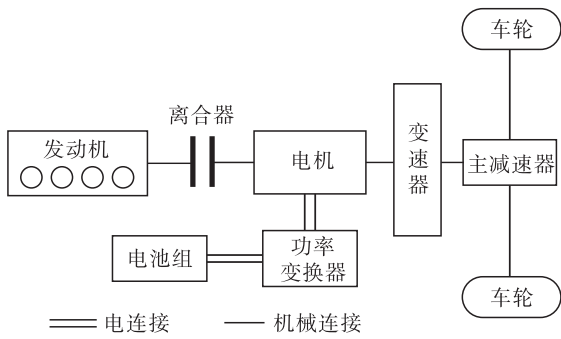 车轮
离合器
发动机
电机
变
速
器
主减速器
电池组
功率
变换器
车轮
电连接
机械连接